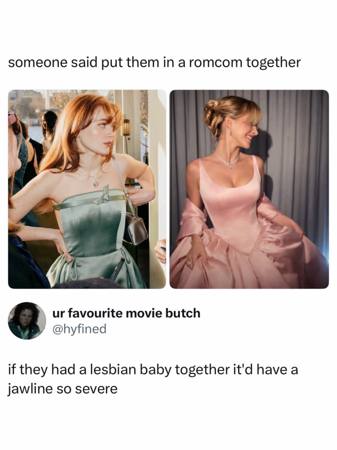 someone said put them in a romcom together
ur favourite movie butch
@hyfined
if they had a lesbian baby together it'd have a
jawline so severe